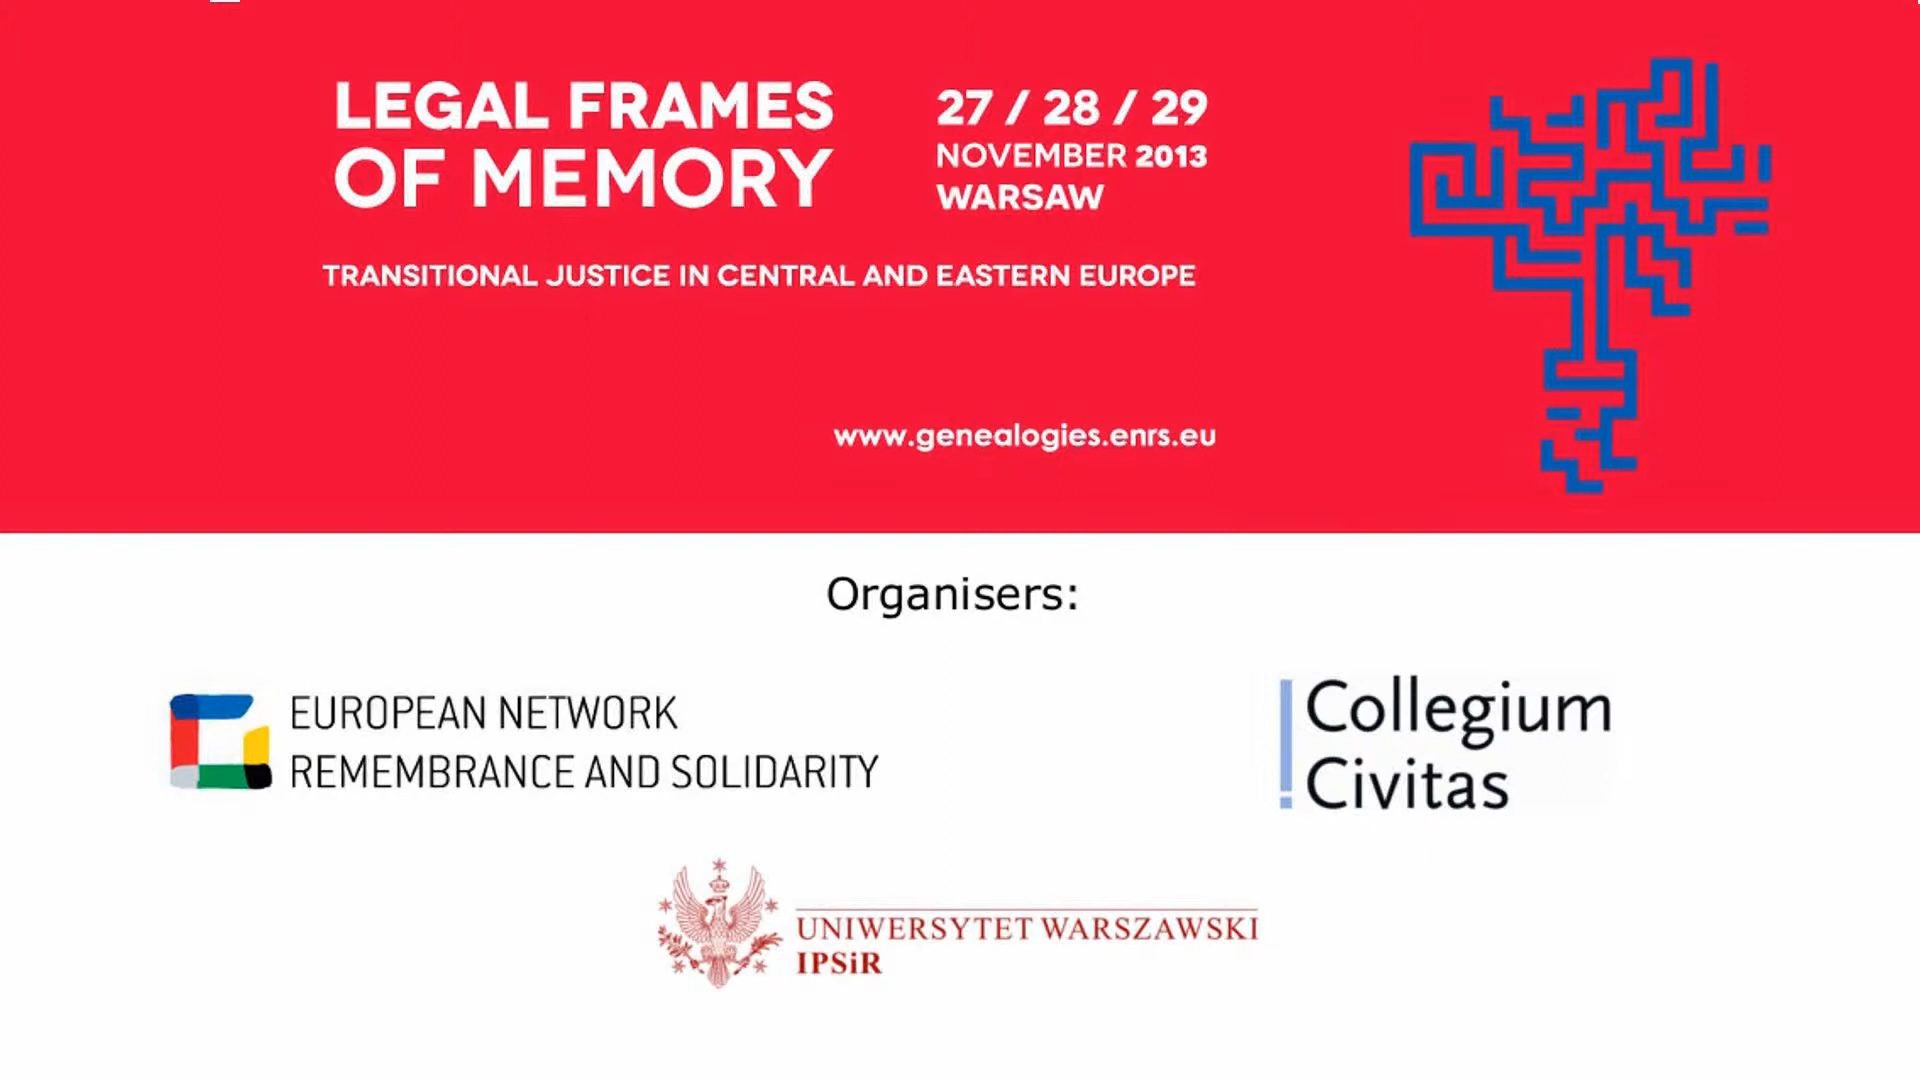 LEGAL FRAMES
OF MEMORY
27 / 28 / 29
NOVEMBER 2013
WARSAW
TRANSITIONAL JUSTICE IN CENTRAL AND EASTERN EUROPE
www.genealogies.enrs.eu
Organisers:
EUROPEAN NETWORK
REMEMBRANCE AND SOLIDARITY
Collegium
Civitas
UNIWERSYTET WARSZAWSKI
IPSiR